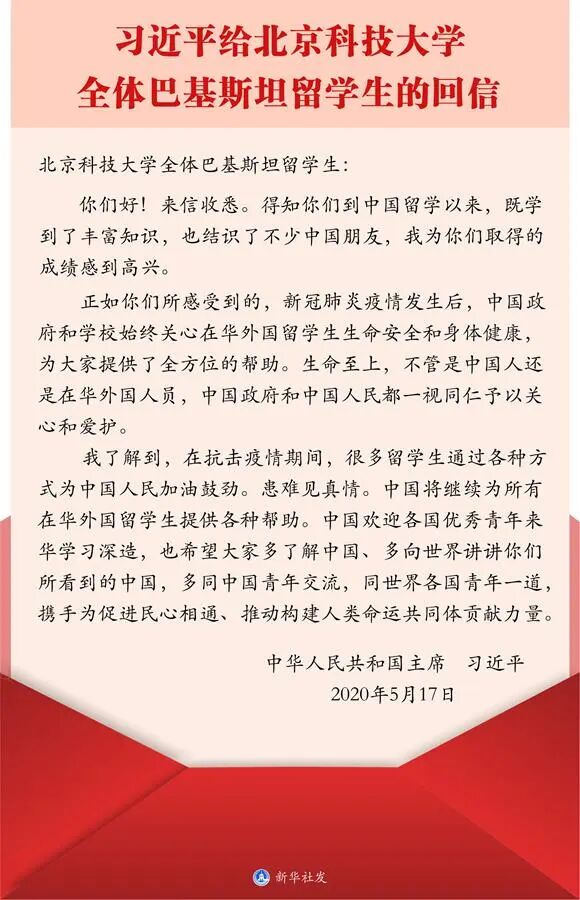 习近平给北京科技大学
全体巴基斯坦留学生的回信
北京科技大学全体巴基斯坦留学生：
你们好！来信收悉。得知你们到中国留学以来，既学
到了丰富知识，也结识了不少中国朋友，我为你们取得的
成绩感到高兴。
正如你们所感受到的，新冠肺炎疫情发生后，中国政
府和学校始终关心在华外国留学生生命安全和身体健康，
为大家提供了全方位的帮助。生命至上，不管是中国人还
是在华外国人员，中国政府和中国人民都一视同仁予以关
心和爱护。
我了解到，在抗击疫情期间，很多留学生通过各种方
式为中国人民加油鼓劲。患难见真情。中国将继续为所有
在华外国留学生提供各种帮助。中国欢迎各国优秀青年来
华学习深造，也希望大家多了解中国、多向世界讲讲你们
所看到的中国，多同中国青年交流，同世界各国青年一道，
携手为促进民心相通、推动构建人类命运共同体贡献力量。
中华人民共和国主席　习近平
2020年5月17日
新华社发